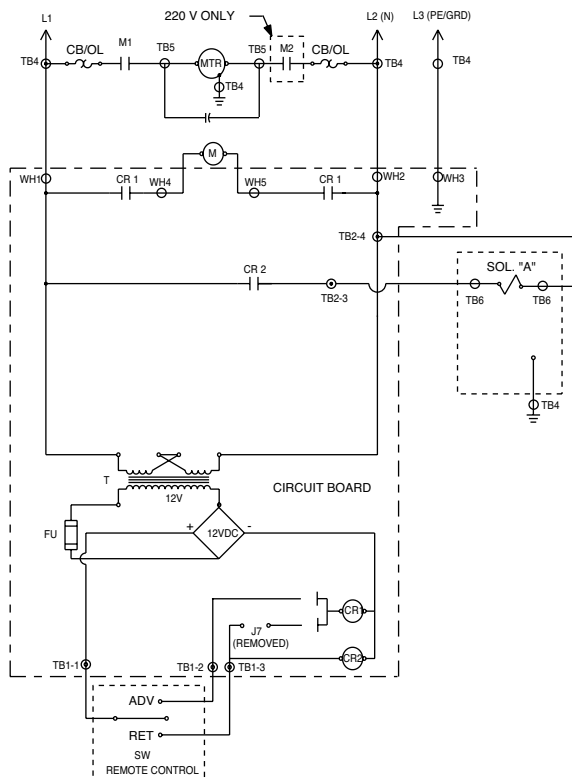 220 V ONLY
L1
L2 (N)
L3 (PE/GRD)
CB/OL
M1
TB5
MTR
TB5
M2
CB/OL
TB4
TB4
TB4
TB4
M
WH1
CR 1
WH4
WH5
CR 1
WH2
WH3
TB2-4
SOL. "A"
CR 2
TB2-3
TB6
TB6
TB4
T
12V
CIRCUIT BOARD
FU
+
12VDC
-
CR1
J7
(REMOVED)
CR2
TB1-1
TB1-2
TB1-3
ADV
RET
SW
REMOTE CONTROL